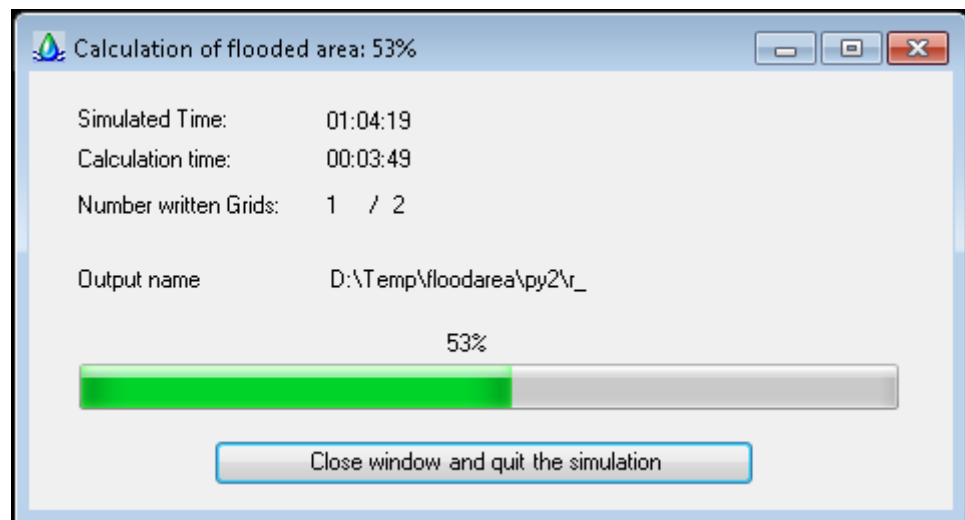 Calculation of flooded area: 53%
Simulated Time: 01:04:19
Calculation time: 00:03:49
Number written Grids: 1 / 2
Output name D:\Temp\floodarea\py2\r_
53%
Close window and quit the simulation